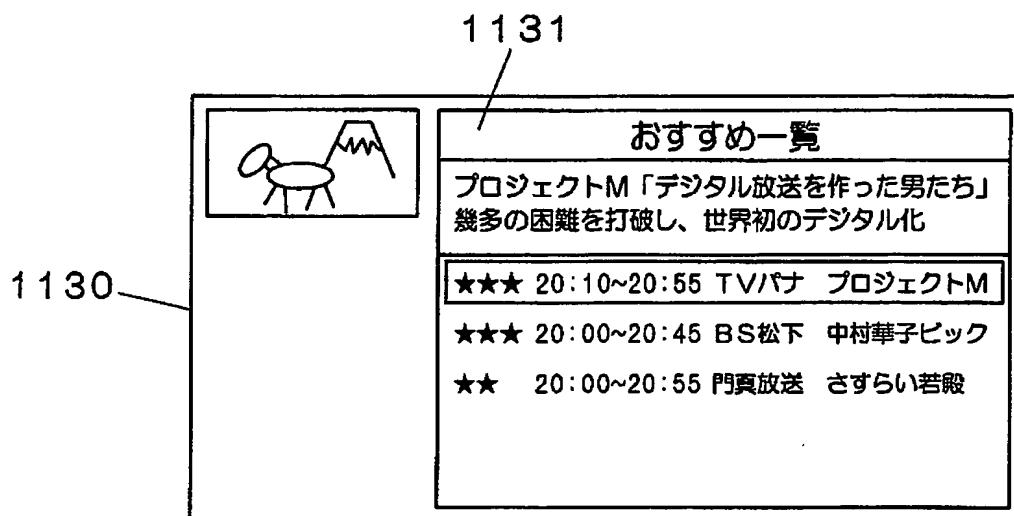 1131
おすすめ一覧
プロジェクトM「デジタル放送を作った男たち」
幾多の困難を打破し、世界初のデジタル化
1130
★★★ 20:10~20:55 TVパナ プロジェクトM
★★★ 20:00~20:45 BS松下 中村華子ピック
★★ 20:00~20:55 門真放送 さすらい若殿